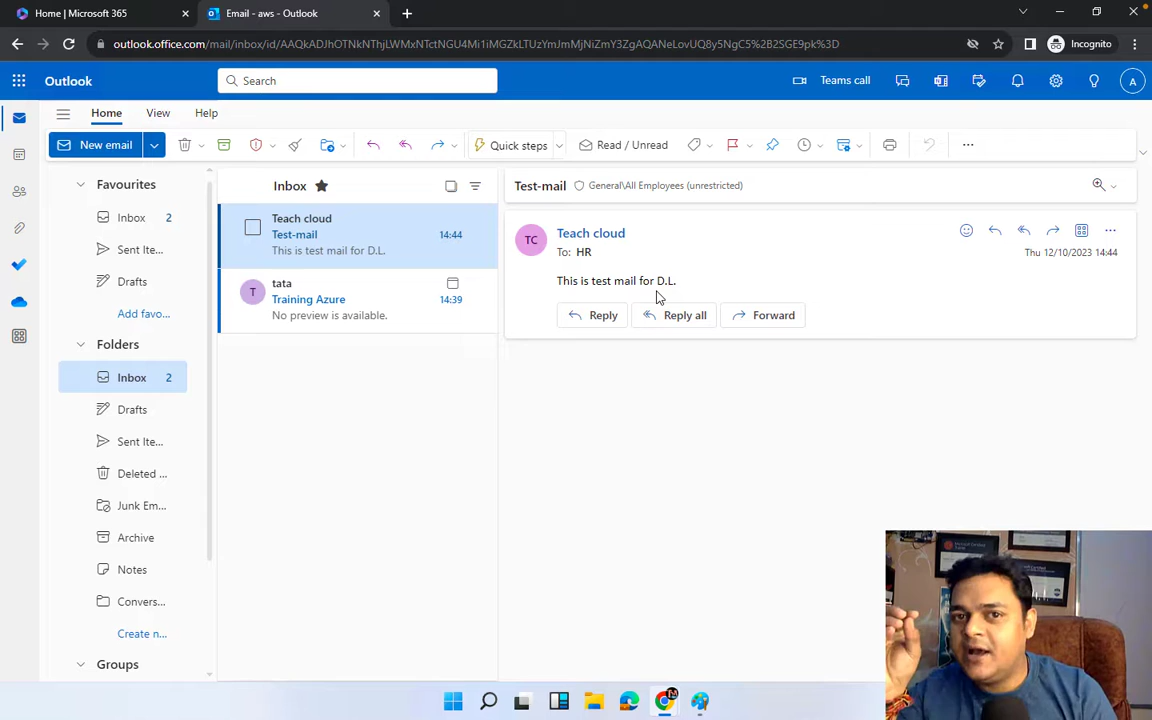 Home | Microsoft 365
Email - aws - Outlook
outlook.office.com/mail/inbox/id/AAQkADJhOTNkNThjLWMxNTctNGU4Mi1iMGZkLTUzYmJmMjNiZmY3ZgAQANeLovUQ8y5NgC5%2B2SGE9pk%3D
Incognito
Outlook
Search
Teams call
A
Home
View
Help
New email
Quick steps
Read / Unread
Favourites
Inbox 2
Sent Ite...
Drafts
Add favo...
Folders
Inbox 2
Drafts
Sent Ite...
Deleted ...
Junk Em...
Archive
Notes
Convers...
Create n...
Groups
Inbox
Teach cloud
Test-mail 14:44
This is test mail for D.L.
T
tata
Training Azure 14:39
No preview is available.
Test-mail General\All Employees (unrestricted)
TC
Teach cloud
To: HR
Thu 12/10/2023 14:44
This is test mail for D.L.
Reply
Reply all
Forward